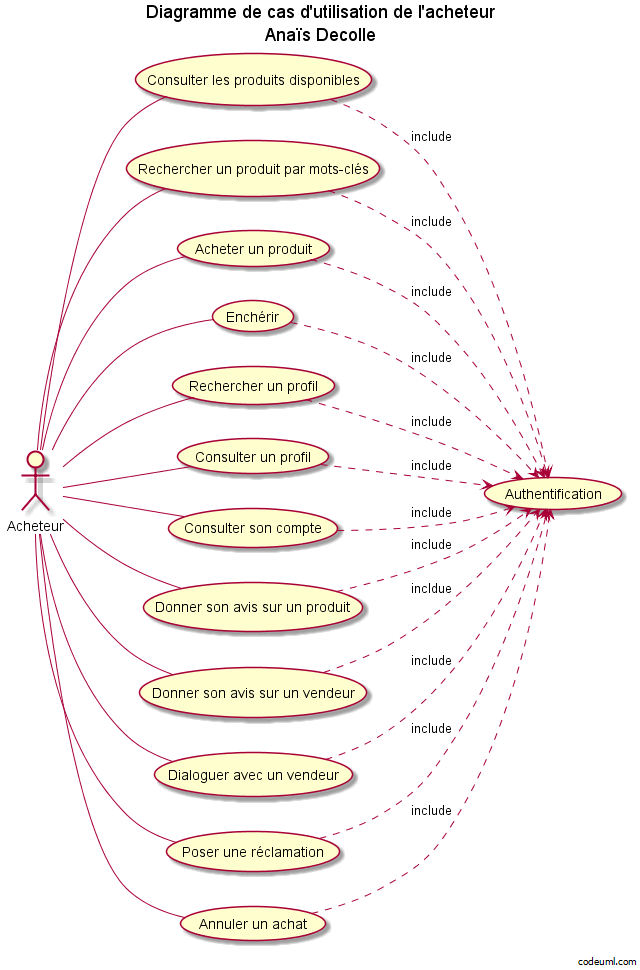 Diagramme de cas d'utilisation de l'acheteur
Anaïs Decolle
Consulter les produits disponibles
include
Rechercher un produit par mots-clés
include
Acheter un produit
include
Enchérir
include
Rechercher un profil
include
Consulter un profil
include
Authentification
Acheteur
Consulter son compte
include
include
Donner son avis sur un produit
incldue
Donner son avis sur un vendeur
include
Dialoguer avec un vendeur
include
Poser une réclamation
include
Annuler un achat
codeuml.com